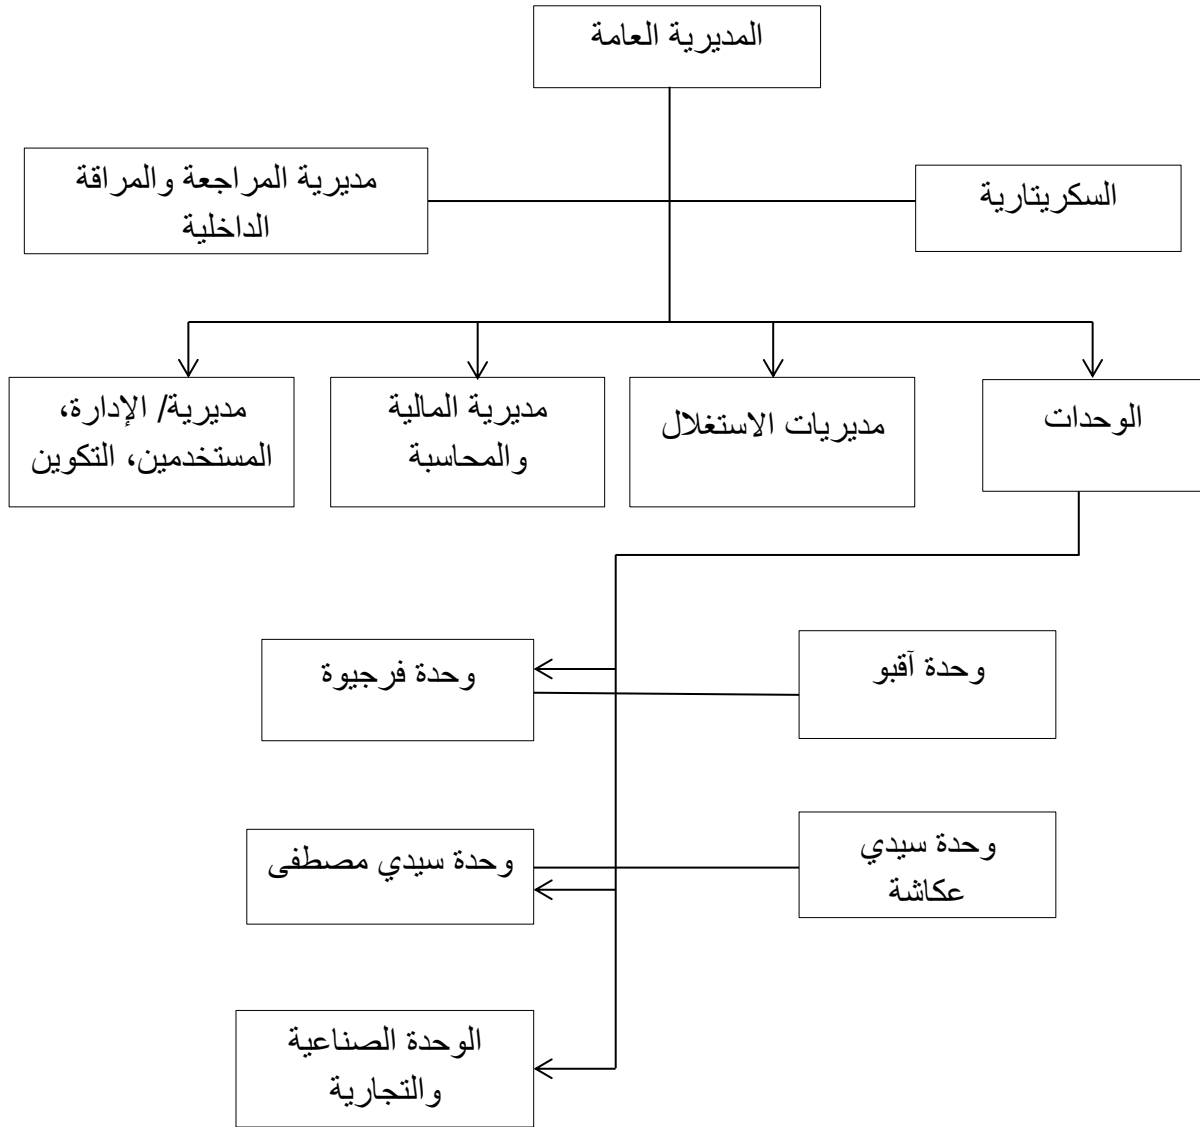 المديرية العامة
السكريتارية
مديرية المراجعة والمراقة
الداخلية
الوحدات
مديريات الاستغلال
مديرية المالية
والمحاسبة
مديرية/ الإدارة،
المستخدمين، التكوين
وحدة آقبو
وحدة فرجيوة
وحدة سيدي
عكاشة
وحدة سيدي مصطفى
الوحدة الصناعية
والتجارية